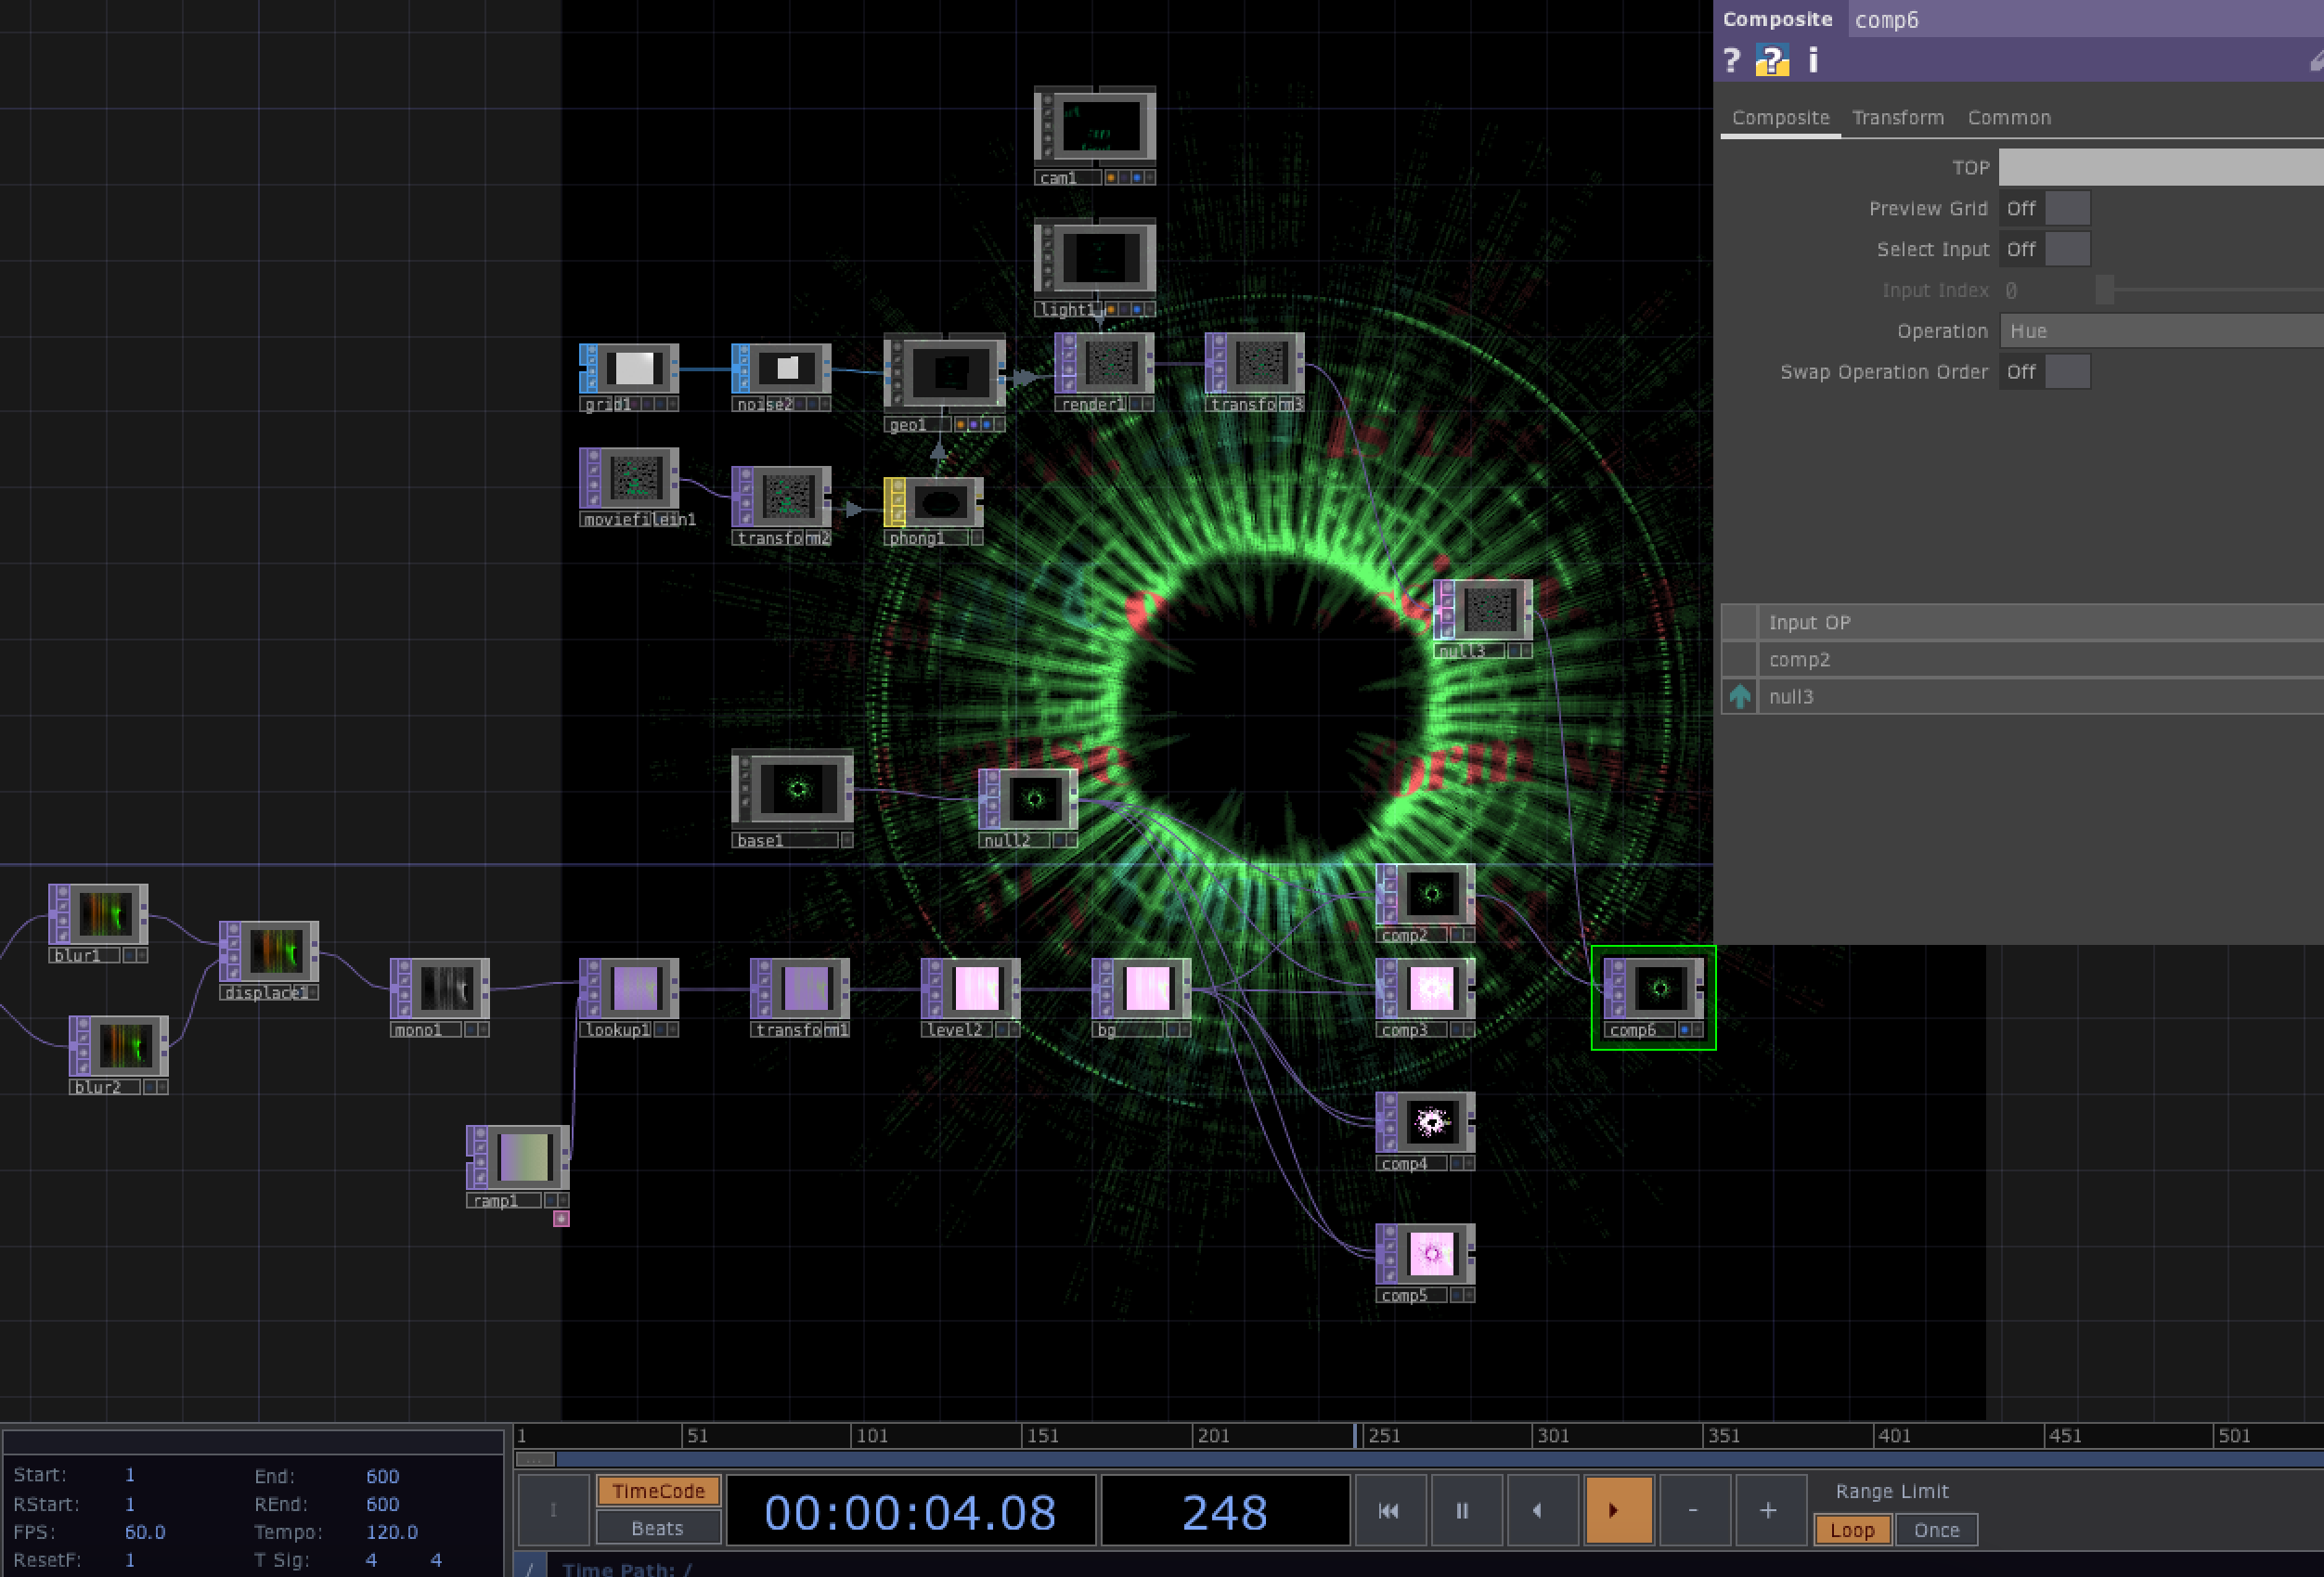 Composite comp6
? ? i
Composite Transform Common
TOP
Preview Grid Off
Select Input Off
Input Index 0
Operation Hue
Swap Operation Order Off
Input OP
comp2
null3
cam1
light1
grid1
noise2
geo1
render1
transform3
moviefilein1
transform2
phong1
null3
base1
null2
blur1
displace1
blur2
mono1
lookup1
transform1
level2
bg
comp2
comp3
comp6
ramp1
comp4
comp5
1 51 101 151 201 251 301 351 401 451 501
...
Start: 1 End: 600
RStart: 1 REnd: 600
FPS: 60.0 Tempo: 120.0
ResetF: 1 T Sig: 4 4
I
TimeCode
Beats
00:00:04.08
248
- +
Range Limit
Loop Once
/ Time Path: /